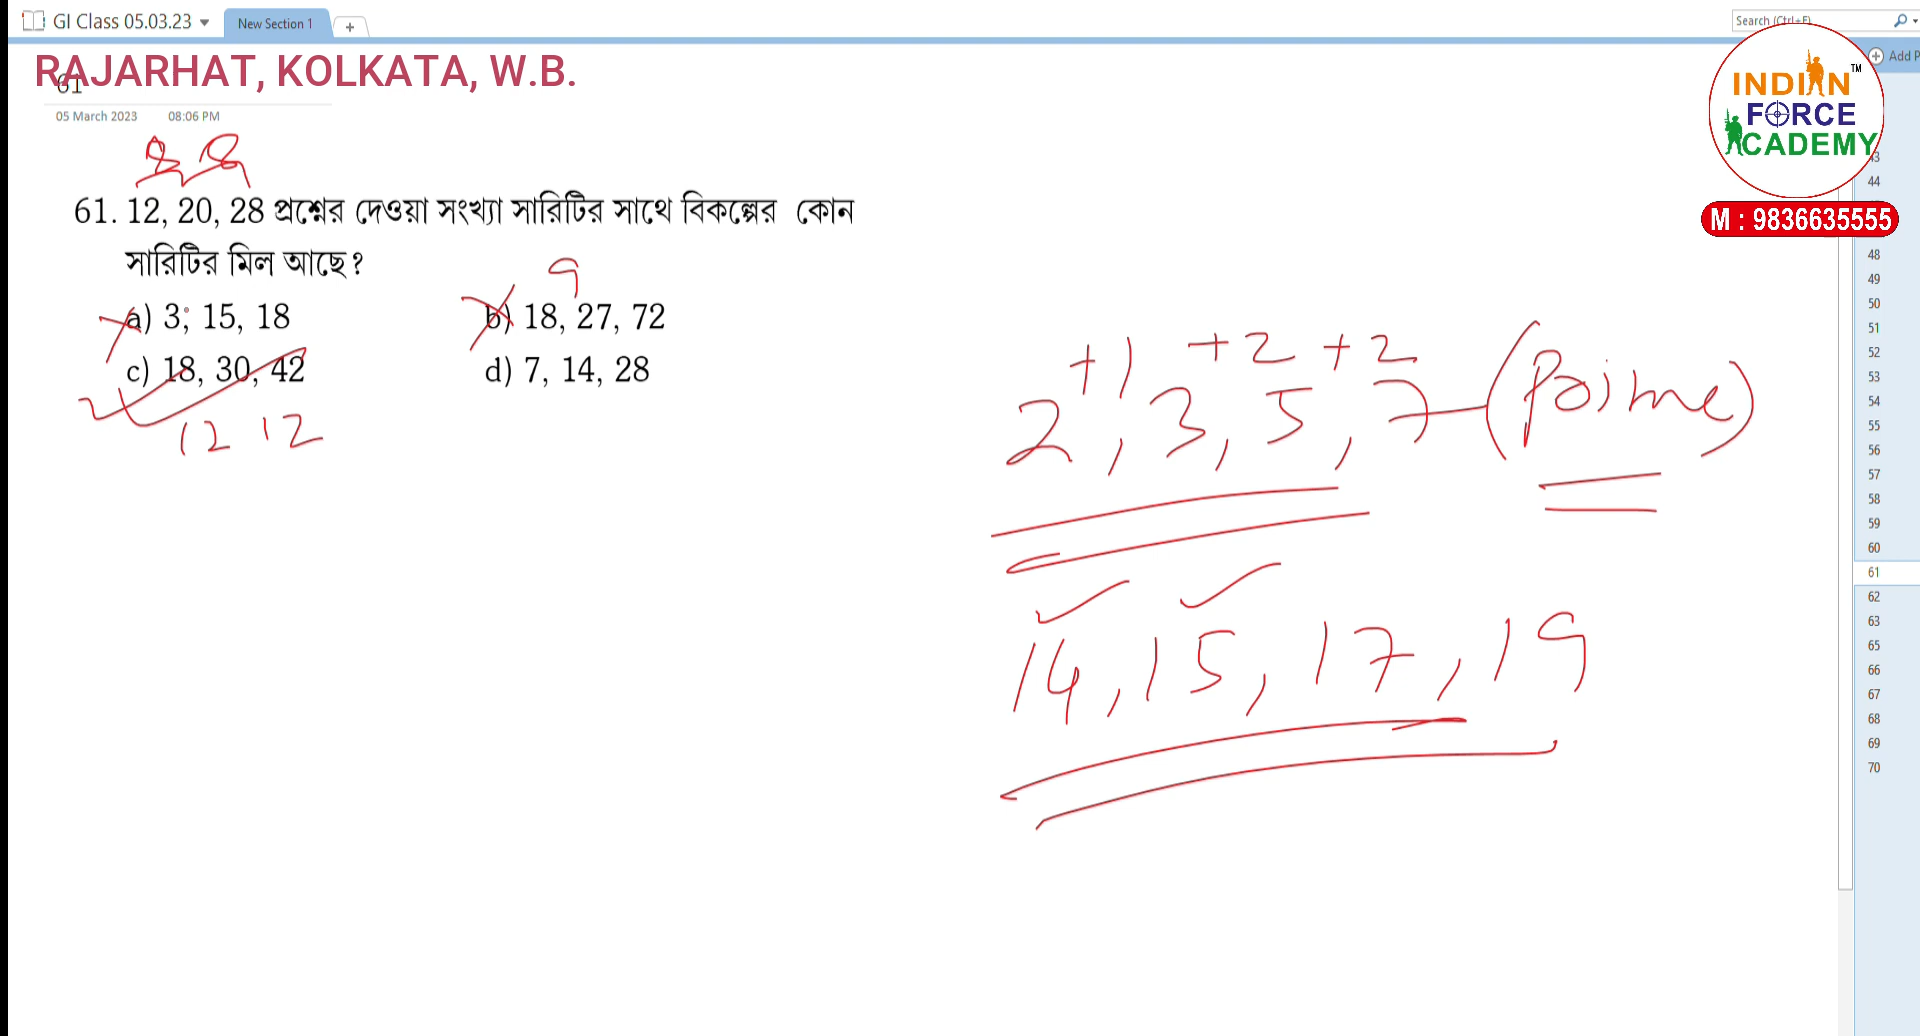 GI Class 05.03.23
New Section 1
+
Search (Ctrl+F)
RAJARHAT, KOLKATA, W.B.
61
Add P
INDIAN
TM
FORCE
ACADEMY
M : 9836635555
05 March 2023 08:06 PM
8 8
61. 12, 20, 28 প্রশ্নের দেওয়া সংখ্যা সারিটির সাথে বিকল্পের কোন
সারিটির মিল আছে?
9
a) 3; 15, 18 b) 18, 27, 72
c) 18, 30, 42 d) 7, 14, 28
12 12
+1 +2 +2
2, 3, 5, 7 (Prime)
14, 15, 17, 19
43
44
48
49
50
51
52
53
54
55
56
57
58
59
60
61
62
63
65
66
67
68
69
70